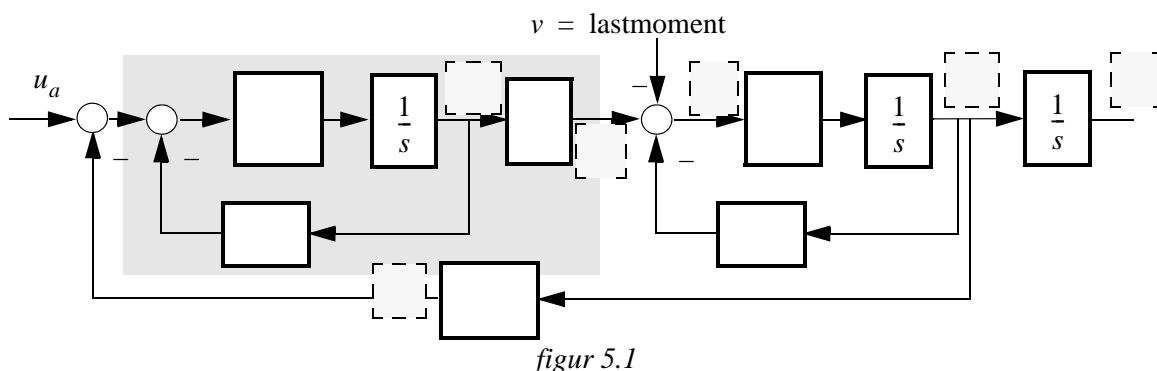 v = lastmoment
u_a
1/s
1/s
1/s
figur 5.1